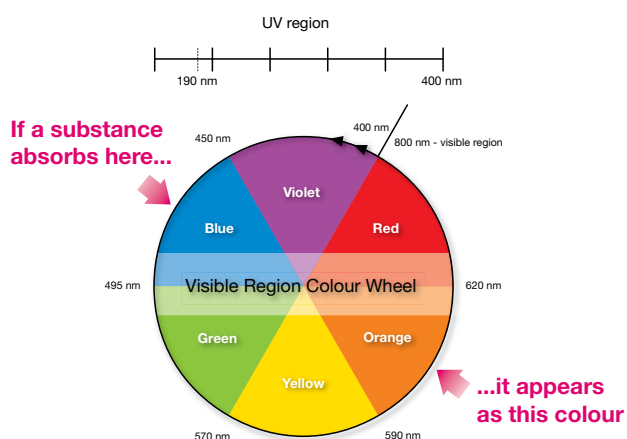 UV region
190 nm
400 nm
If a substance
absorbs here...
450 nm
400 nm
800 nm - visible region
Violet
Blue
Red
495 nm
Visible Region Colour Wheel
620 nm
Green
Orange
Yellow
...it appears
as this colour
570 nm
590 nm